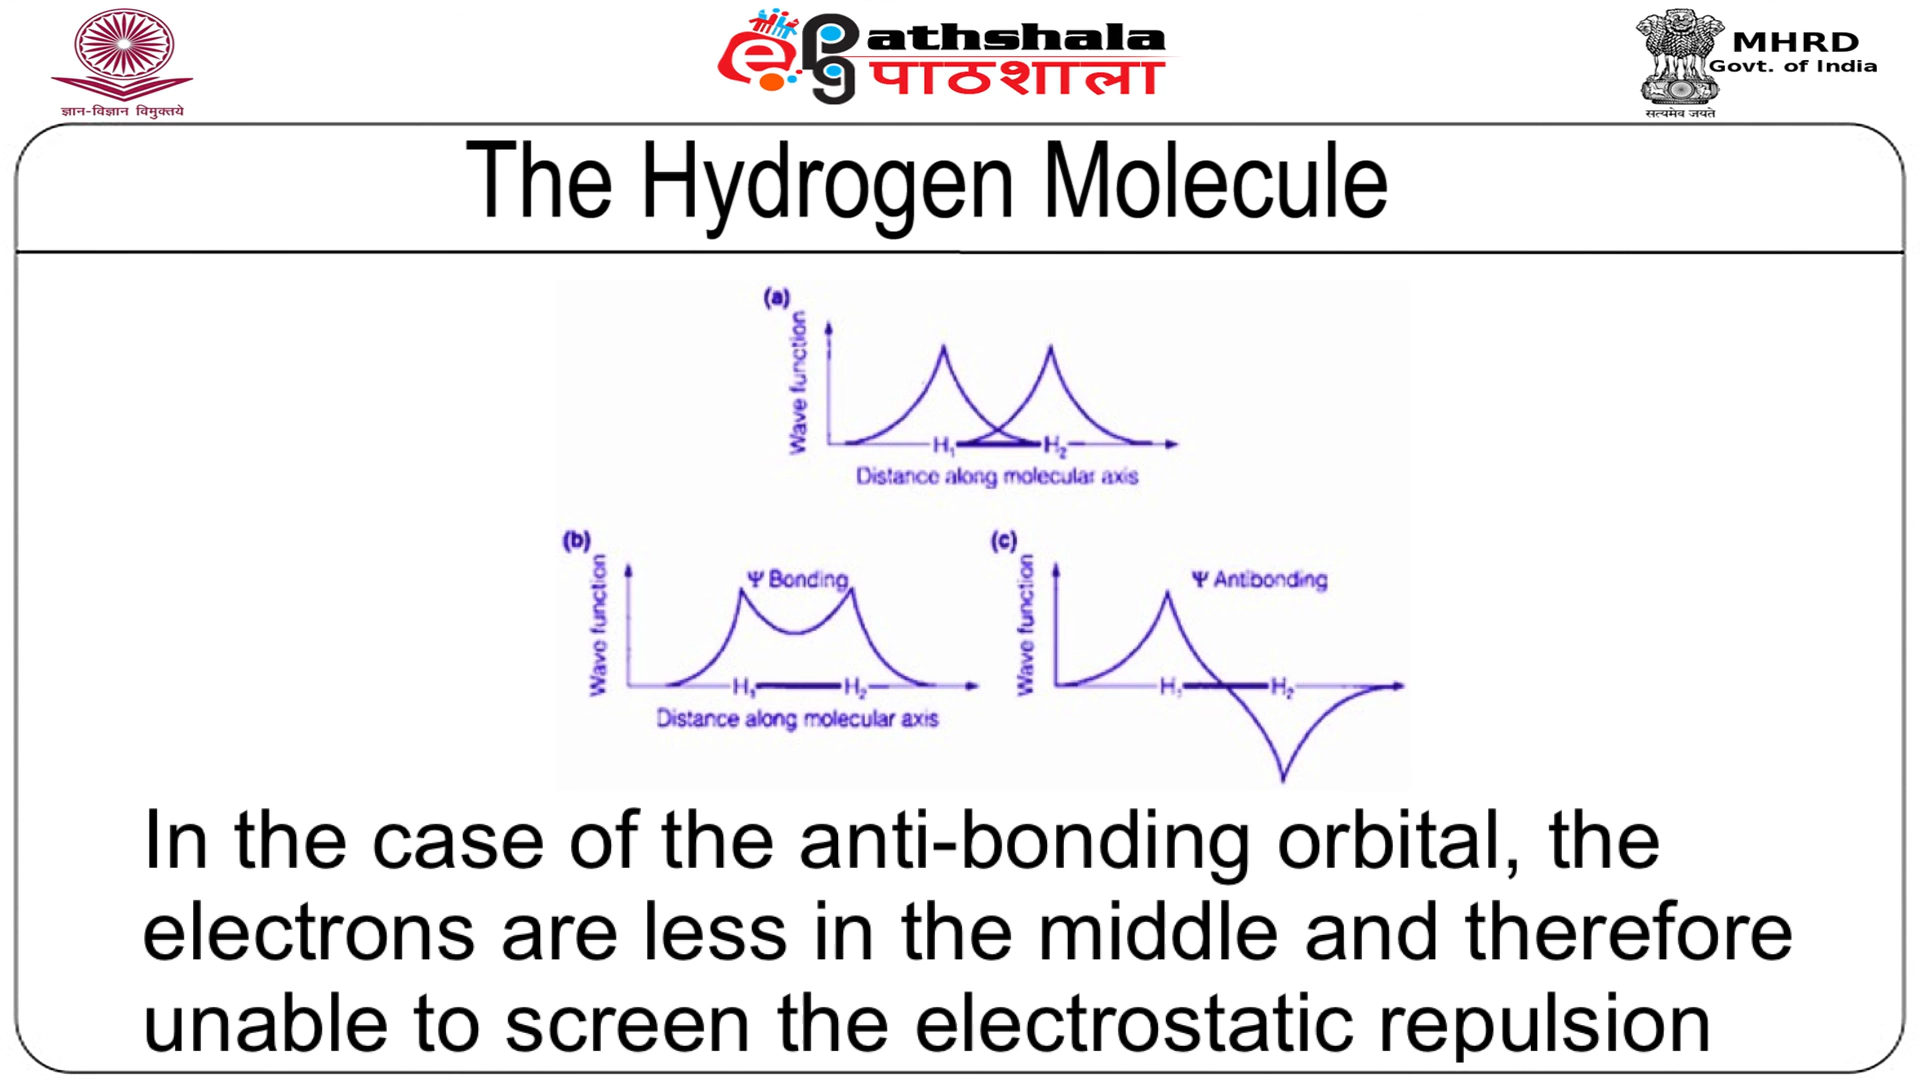 ज्ञान-विज्ञान विमुक्तये
ePathshala
पाठशाला
MHRD
Govt. of India
सत्यमेव जयते
The Hydrogen Molecule
(a)
Wave function
H₁ H₂
Distance along molecular axis
(b)
Wave function
Ψ Bonding
H₁ H₂
Distance along molecular axis
(c)
Wave function
Ψ Antibonding
H₁ H₂
In the case of the anti-bonding orbital, the
electrons are less in the middle and therefore
unable to screen the electrostatic repulsion